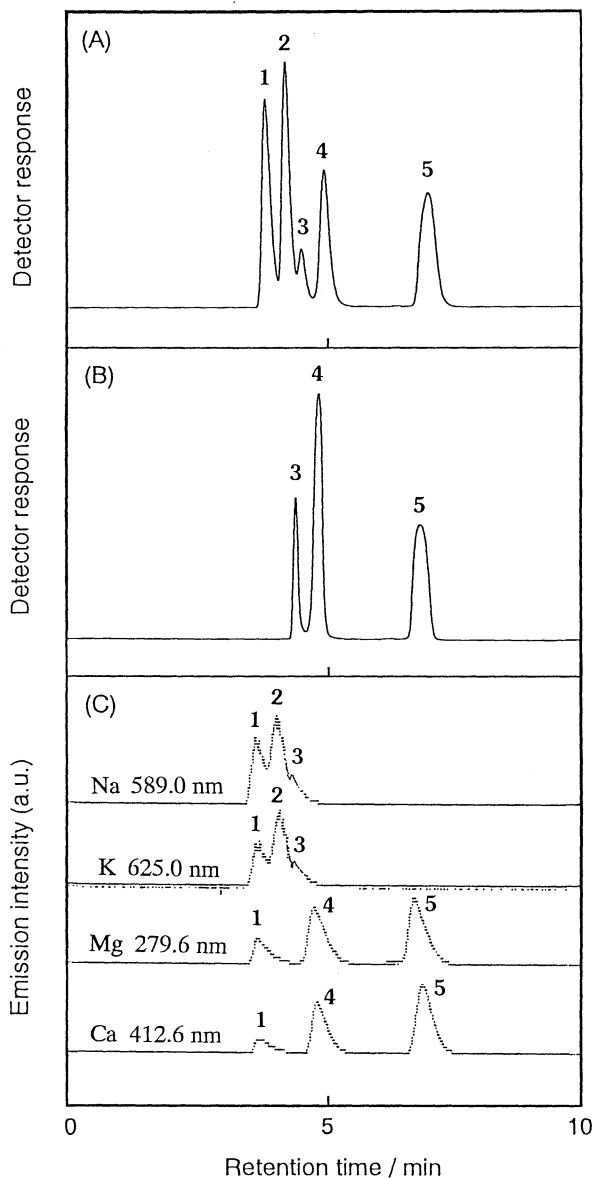 (A)
1
2
3
4
5
Detector response
(B)
3
4
5
Detector response
(C)
1
2
3
Na 589.0 nm
1
2
3
K 625.0 nm
1
4
5
Mg 279.6 nm
1
4
5
Ca 412.6 nm
Emission intensity (a.u.)
0 5 10
Retention time / min